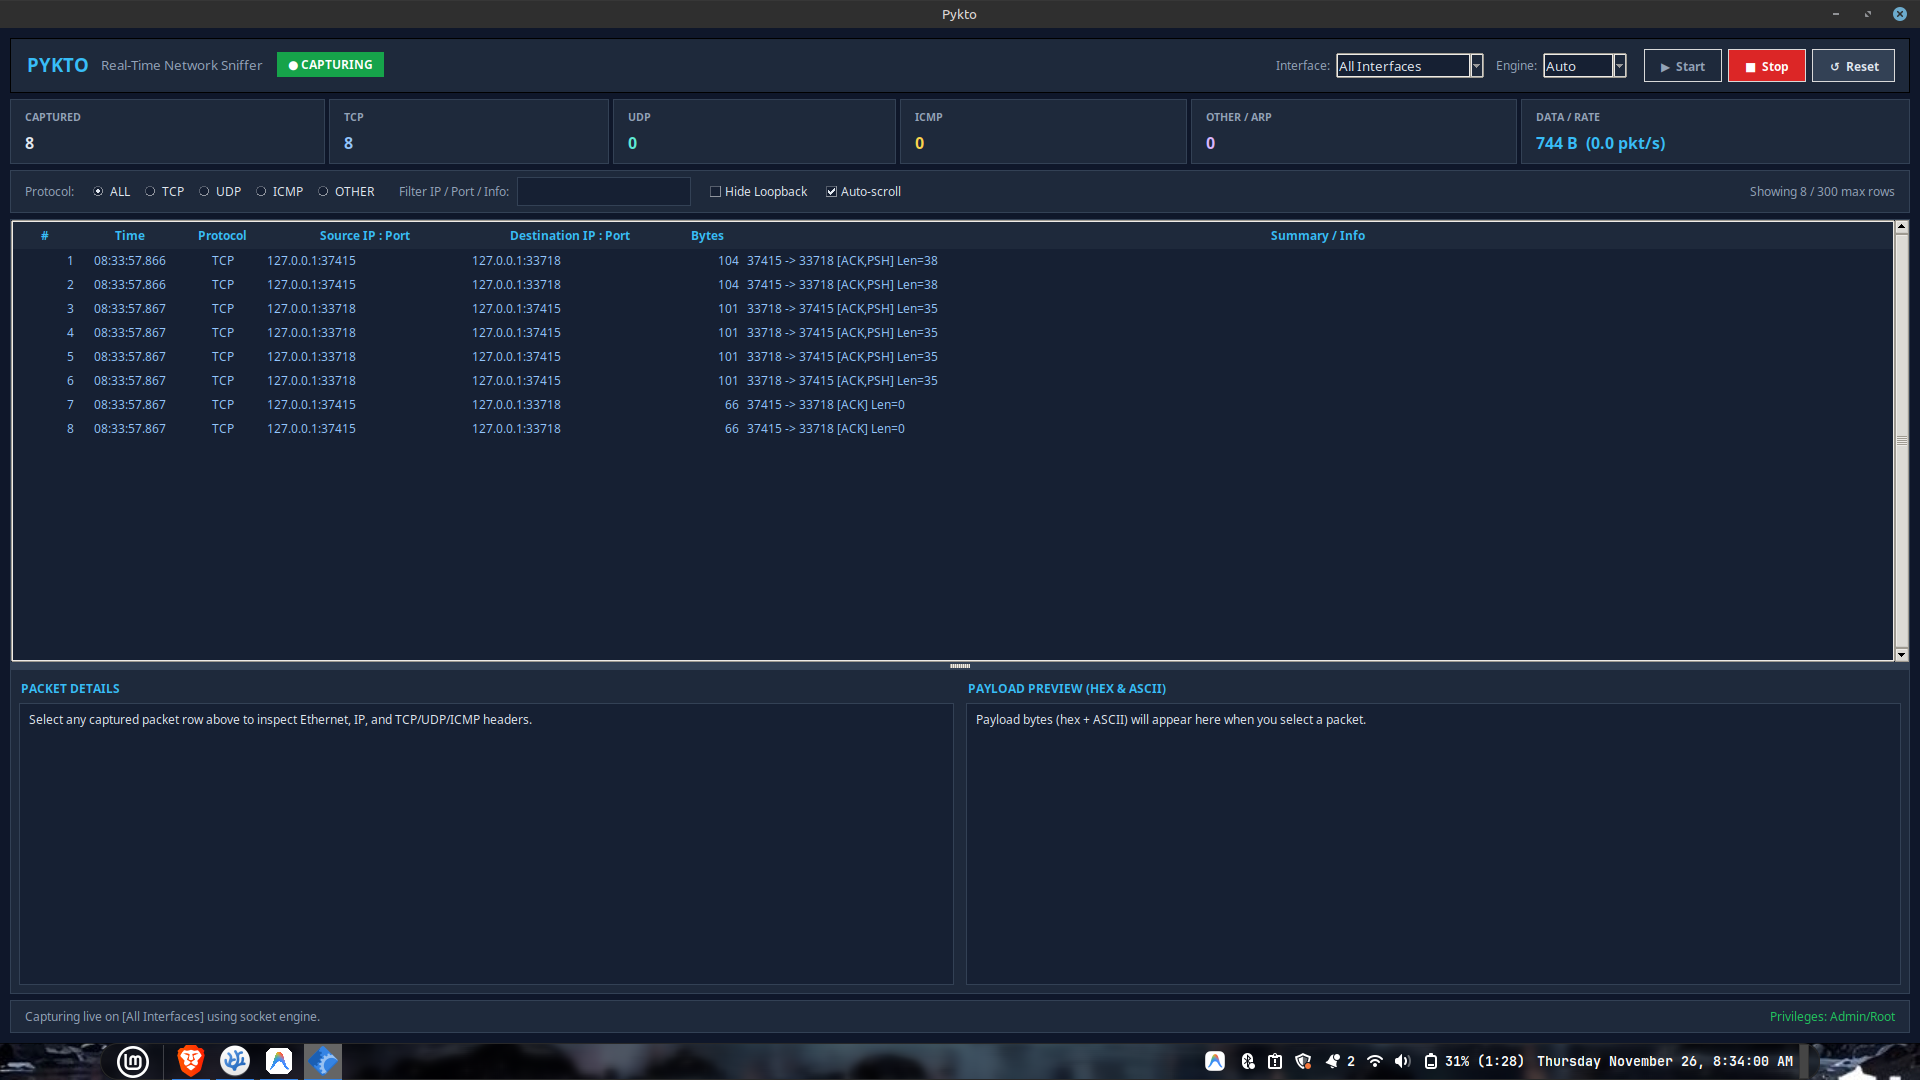 Pykto
PYKTO Real-Time Network Sniffer ● CAPTURING Interface: All Interfaces Engine: Auto ▶ Start ■ Stop ↺ Reset
CAPTURED TCP UDP ICMP OTHER / ARP DATA / RATE
8 8 0 0 0 744 B (0.0 pkt/s)
Protocol: ALL TCP UDP ICMP OTHER Filter IP / Port / Info: Hide Loopback Auto-scroll Showing 8 / 300 max rows
# Time Protocol Source IP : Port Destination IP : Port Bytes Summary / Info
1 08:33:57.866 TCP 127.0.0.1:37415 127.0.0.1:33718 104 37415 -> 33718 [ACK,PSH] Len=38
2 08:33:57.866 TCP 127.0.0.1:37415 127.0.0.1:33718 104 37415 -> 33718 [ACK,PSH] Len=38
3 08:33:57.867 TCP 127.0.0.1:33718 127.0.0.1:37415 101 33718 -> 37415 [ACK,PSH] Len=35
4 08:33:57.867 TCP 127.0.0.1:33718 127.0.0.1:37415 101 33718 -> 37415 [ACK,PSH] Len=35
5 08:33:57.867 TCP 127.0.0.1:33718 127.0.0.1:37415 101 33718 -> 37415 [ACK,PSH] Len=35
6 08:33:57.867 TCP 127.0.0.1:33718 127.0.0.1:37415 101 33718 -> 37415 [ACK,PSH] Len=35
7 08:33:57.867 TCP 127.0.0.1:37415 127.0.0.1:33718 66 37415 -> 33718 [ACK] Len=0
8 08:33:57.867 TCP 127.0.0.1:37415 127.0.0.1:33718 66 37415 -> 33718 [ACK] Len=0
PACKET DETAILS
Select any captured packet row above to inspect Ethernet, IP, and TCP/UDP/ICMP headers.
PAYLOAD PREVIEW (HEX & ASCII)
Payload bytes (hex + ASCII) will appear here when you select a packet.
Capturing live on [All Interfaces] using socket engine. Privileges: Admin/Root
2 31% (1:28) Thursday November 26, 8:34:00 AM